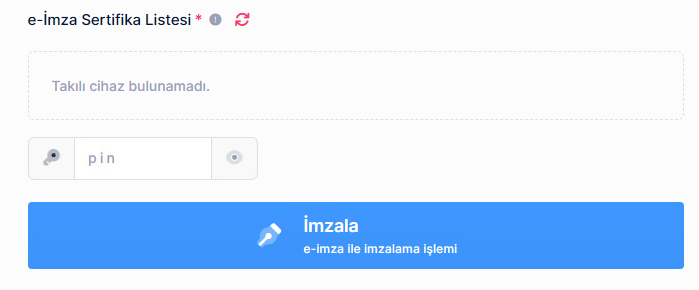 e-İmza Sertifika Listesi *
Takılı cihaz bulunamadı.
pin
İmzala
e-imza ile imzalama işlemi